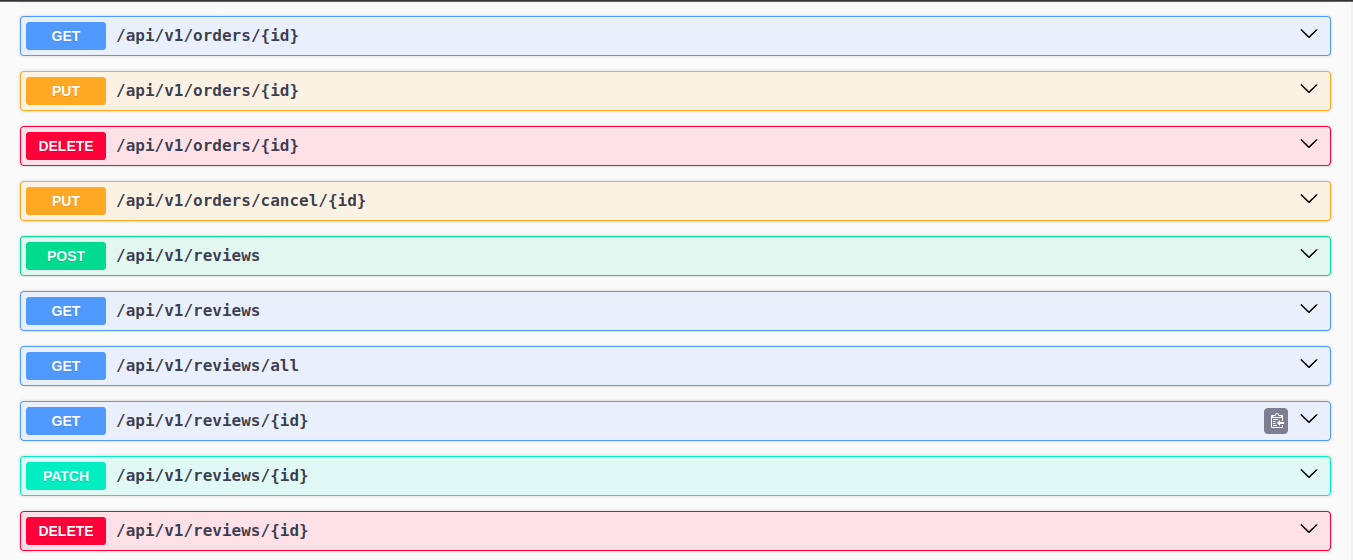 GET /api/v1/orders/{id}
PUT /api/v1/orders/{id}
DELETE /api/v1/orders/{id}
PUT /api/v1/orders/cancel/{id}
POST /api/v1/reviews
GET /api/v1/reviews
GET /api/v1/reviews/all
GET /api/v1/reviews/{id}
PATCH /api/v1/reviews/{id}
DELETE /api/v1/reviews/{id}